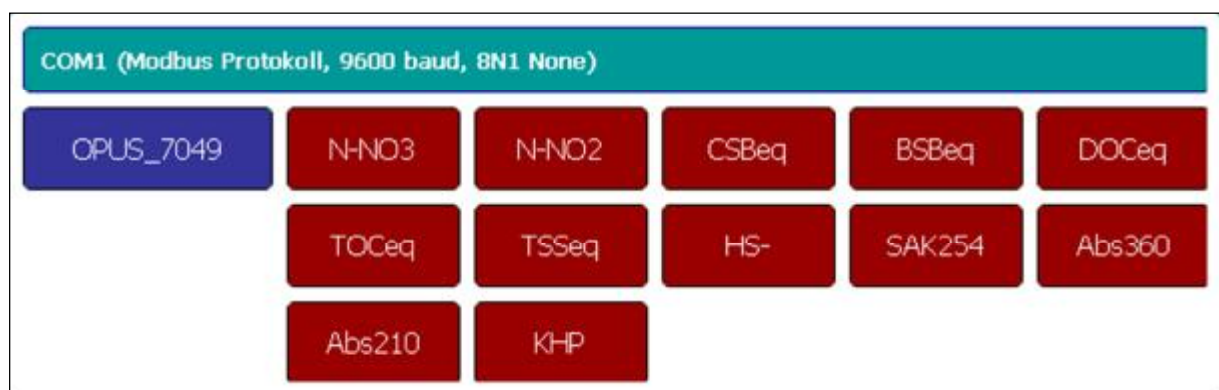 COM1 (Modbus Protokoll, 9600 baud, 8N1 None)
OPUS_7049 N-NO3 N-NO2 CSBeq BSBeq DOCeq
TOCeq TSSeq HS- SAK254 Abs360
Abs210 KHP